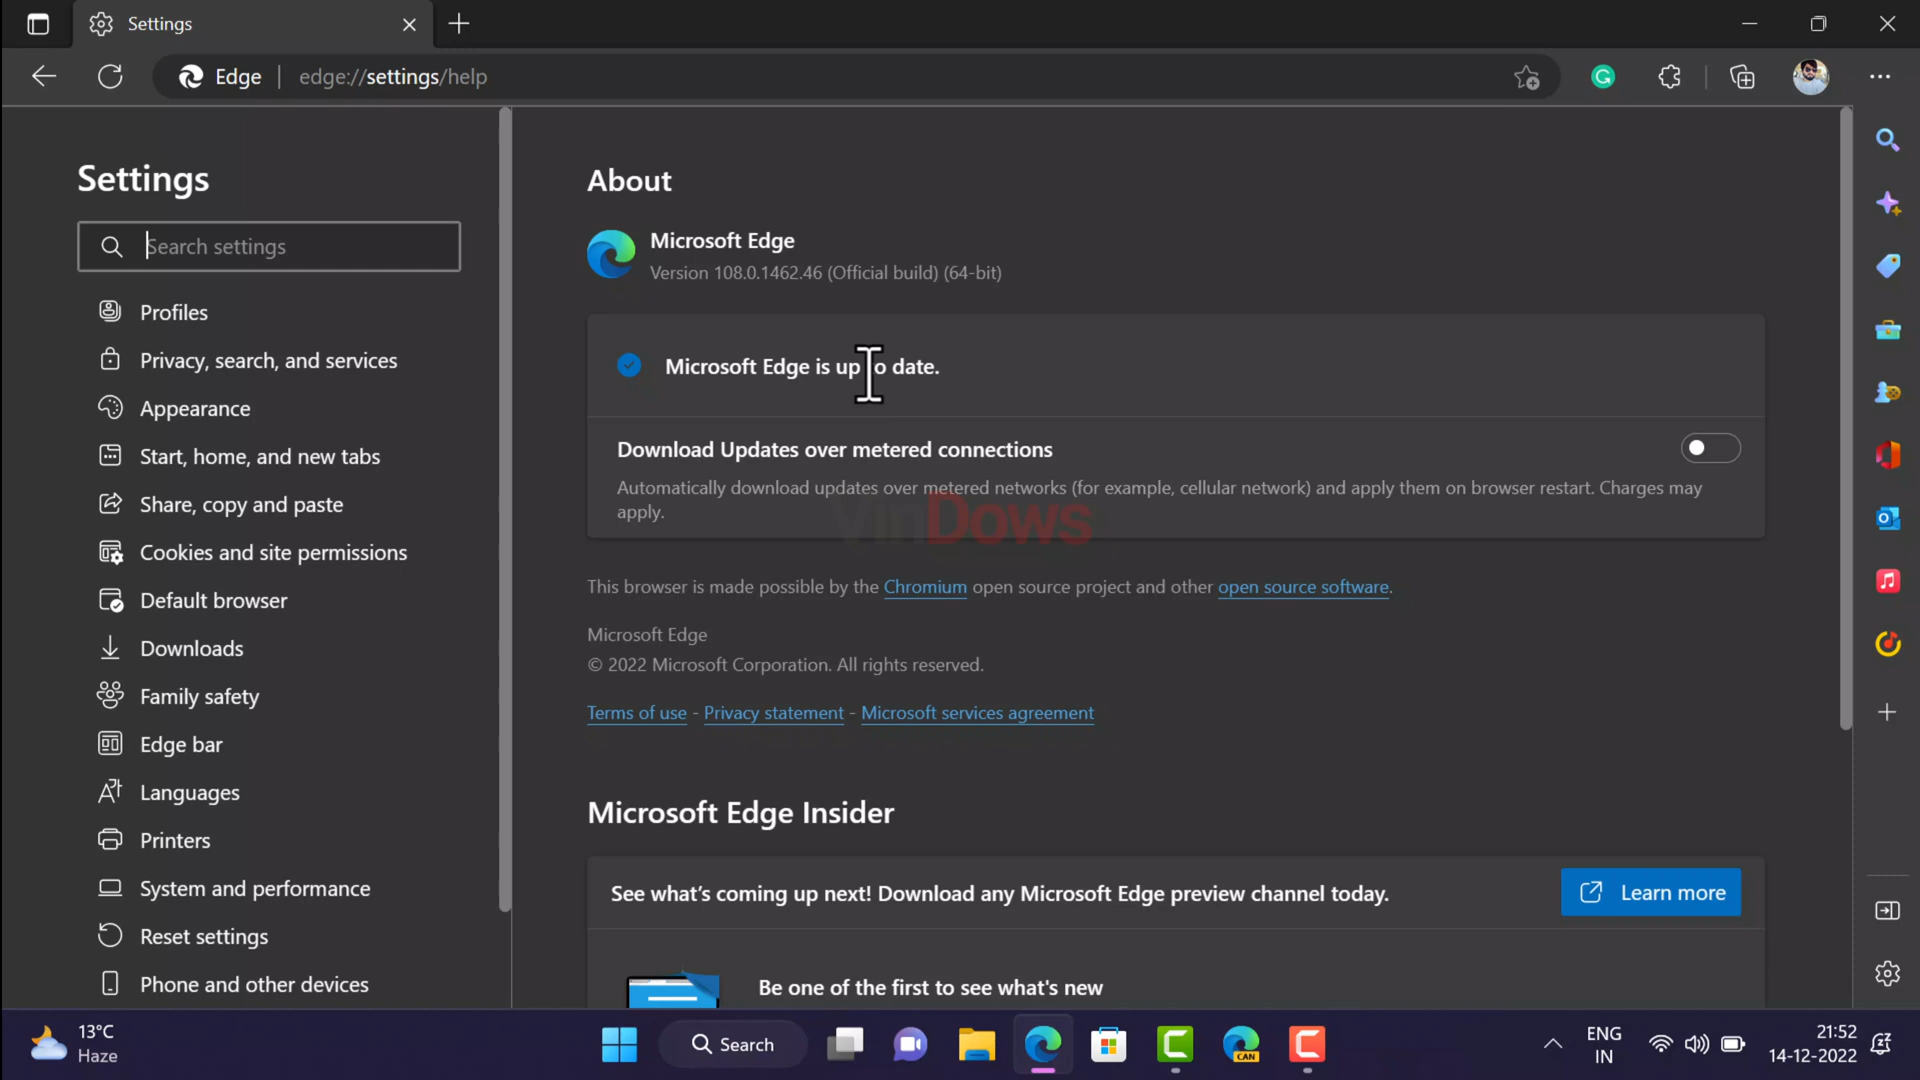 Settings
Edge
edge://settings/help
Settings
Search settings
Profiles
Privacy, search, and services
Appearance
Start, home, and new tabs
Share, copy and paste
Cookies and site permissions
Default browser
Downloads
Family safety
Edge bar
Languages
Printers
System and performance
Reset settings
Phone and other devices
About
Microsoft Edge
Version 108.0.1462.46 (Official build) (64-bit)
Microsoft Edge is up to date.
Download Updates over metered connections
Automatically download updates over metered networks (for example, cellular network) and apply them on browser restart. Charges may
apply.
VinDows
This browser is made possible by the Chromium open source project and other open source software.
Microsoft Edge
© 2022 Microsoft Corporation. All rights reserved.
Terms of use - Privacy statement - Microsoft services agreement
Microsoft Edge Insider
See what's coming up next! Download any Microsoft Edge preview channel today.
Learn more
Be one of the first to see what's new
13°C
Haze
Search
CAN
ENG
IN
21:52
14-12-2022